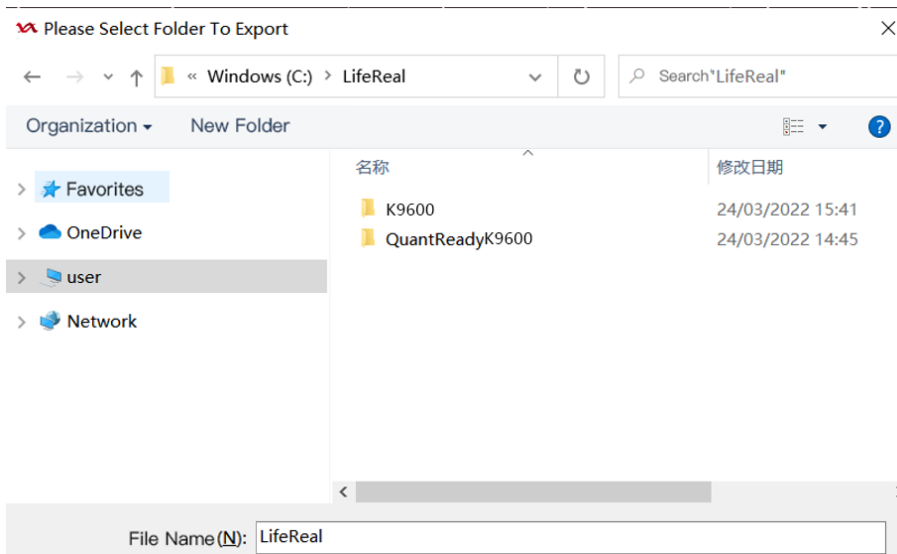 Please Select Folder To Export
« Windows (C:) > LifeReal
Search"LifeReal"
Organization
New Folder
名称
修改日期
Favorites
K9600
24/03/2022 15:41
OneDrive
QuantReadyK9600
24/03/2022 14:45
user
Network
File Name(N): LifeReal